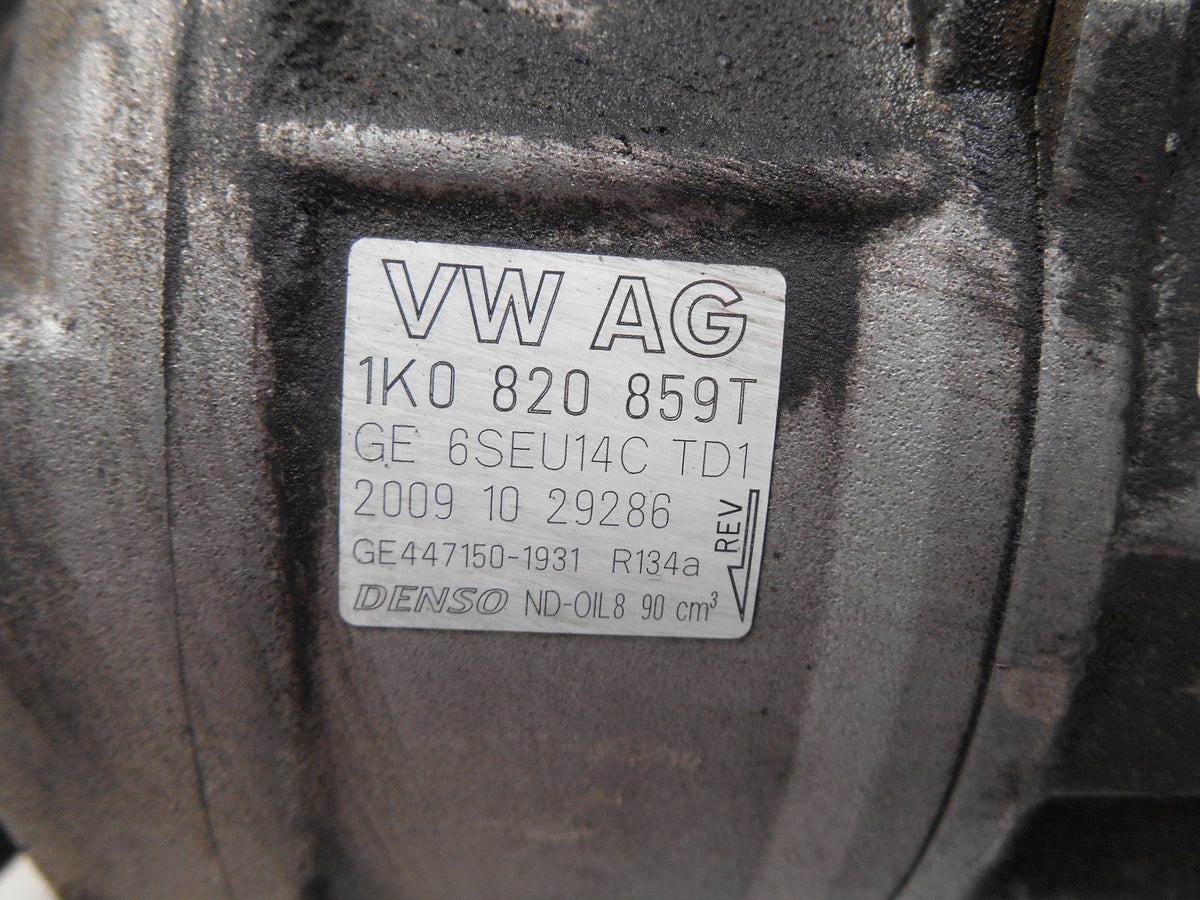 VW AG
1K0 820 859T
GE 6SEU14C TD1
2009 10 29286
REV
GE447150-1931 R134a
DENSO ND-OIL8 90 cm³